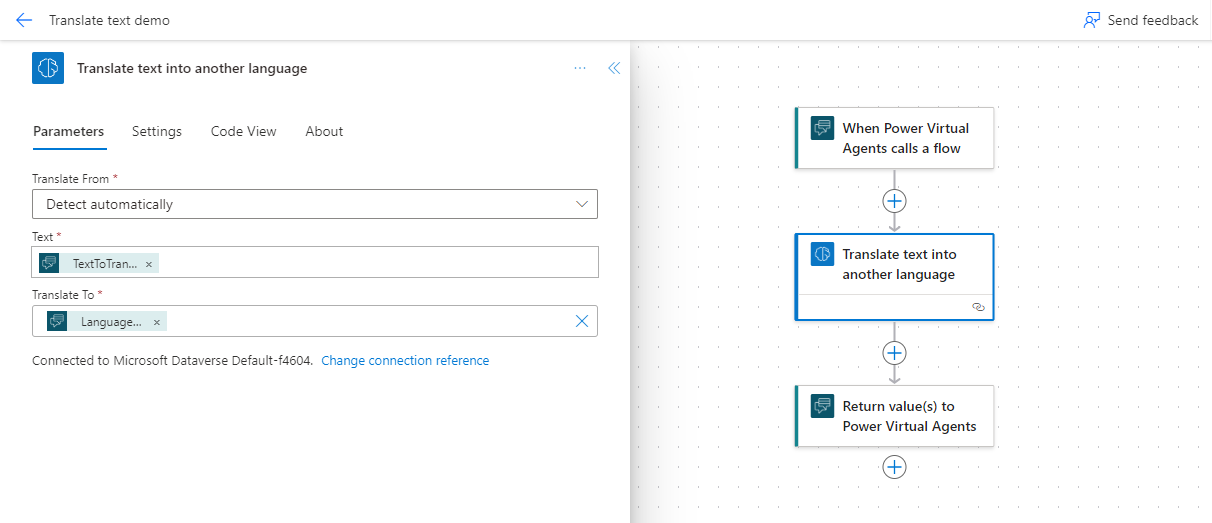 Translate text demo
Send feedback
Translate text into another language
Parameters Settings Code View About
Translate From *
Detect automatically
Text *
TextToTran... ×
Translate To *
Language... ×
Connected to Microsoft Dataverse Default-f4604. Change connection reference
When Power Virtual
Agents calls a flow
Translate text into
another language
Return value(s) to
Power Virtual Agents